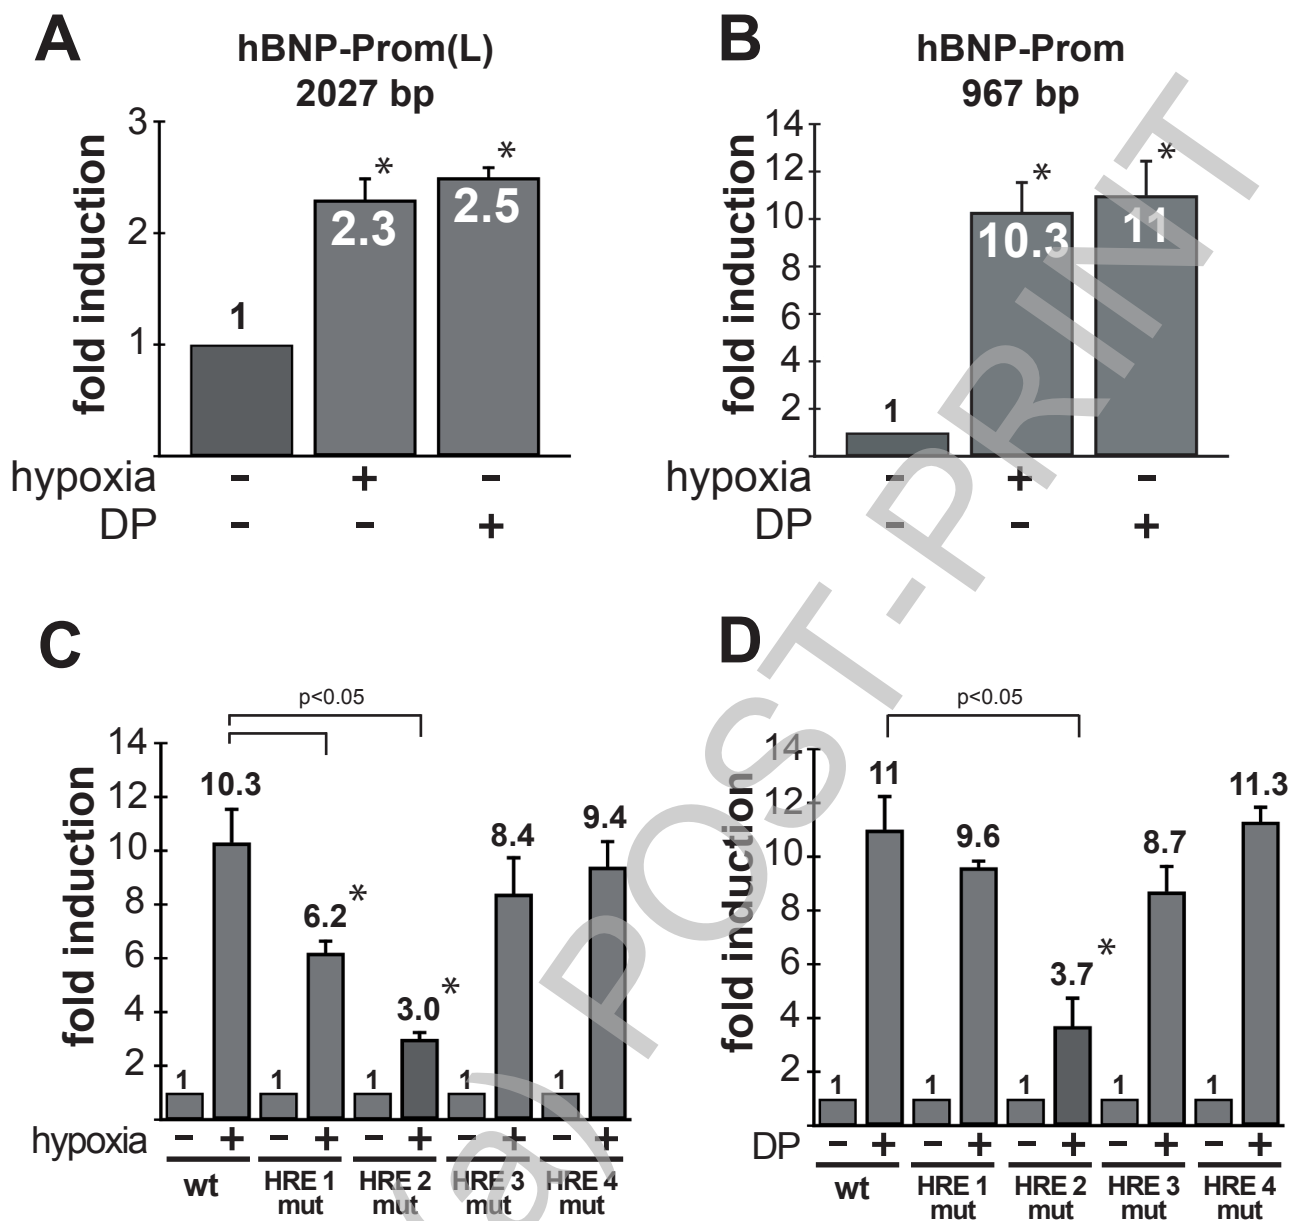 A
hBNP-Prom(L)
2027 bp
fold induction
3
2
1
1
2.3
*
2.5
*
hypoxia - + -
DP - - +
B
hBNP-Prom
967 bp
fold induction
14
12
10
8
6
4
2
1
10.3
*
11
*
hypoxia - + -
DP - - +
C
p<0.05
fold induction
14
12
10
8
6
4
2
1
10.3
1
6.2 *
1
3.0 *
1
8.4
1
9.4
hypoxia - + - + - + - + - +
wt HRE 1 HRE 2 HRE 3 HRE 4
mut mut mut mut
D
p<0.05
fold induction
14
12
10
8
6
4
2
1
11
1
9.6
1
3.7 *
1
8.7
1
11.3
DP - + - + - + - + - +
wt HRE 1 HRE 2 HRE 3 HRE 4
mut mut mut mut
a) POST-PRINT